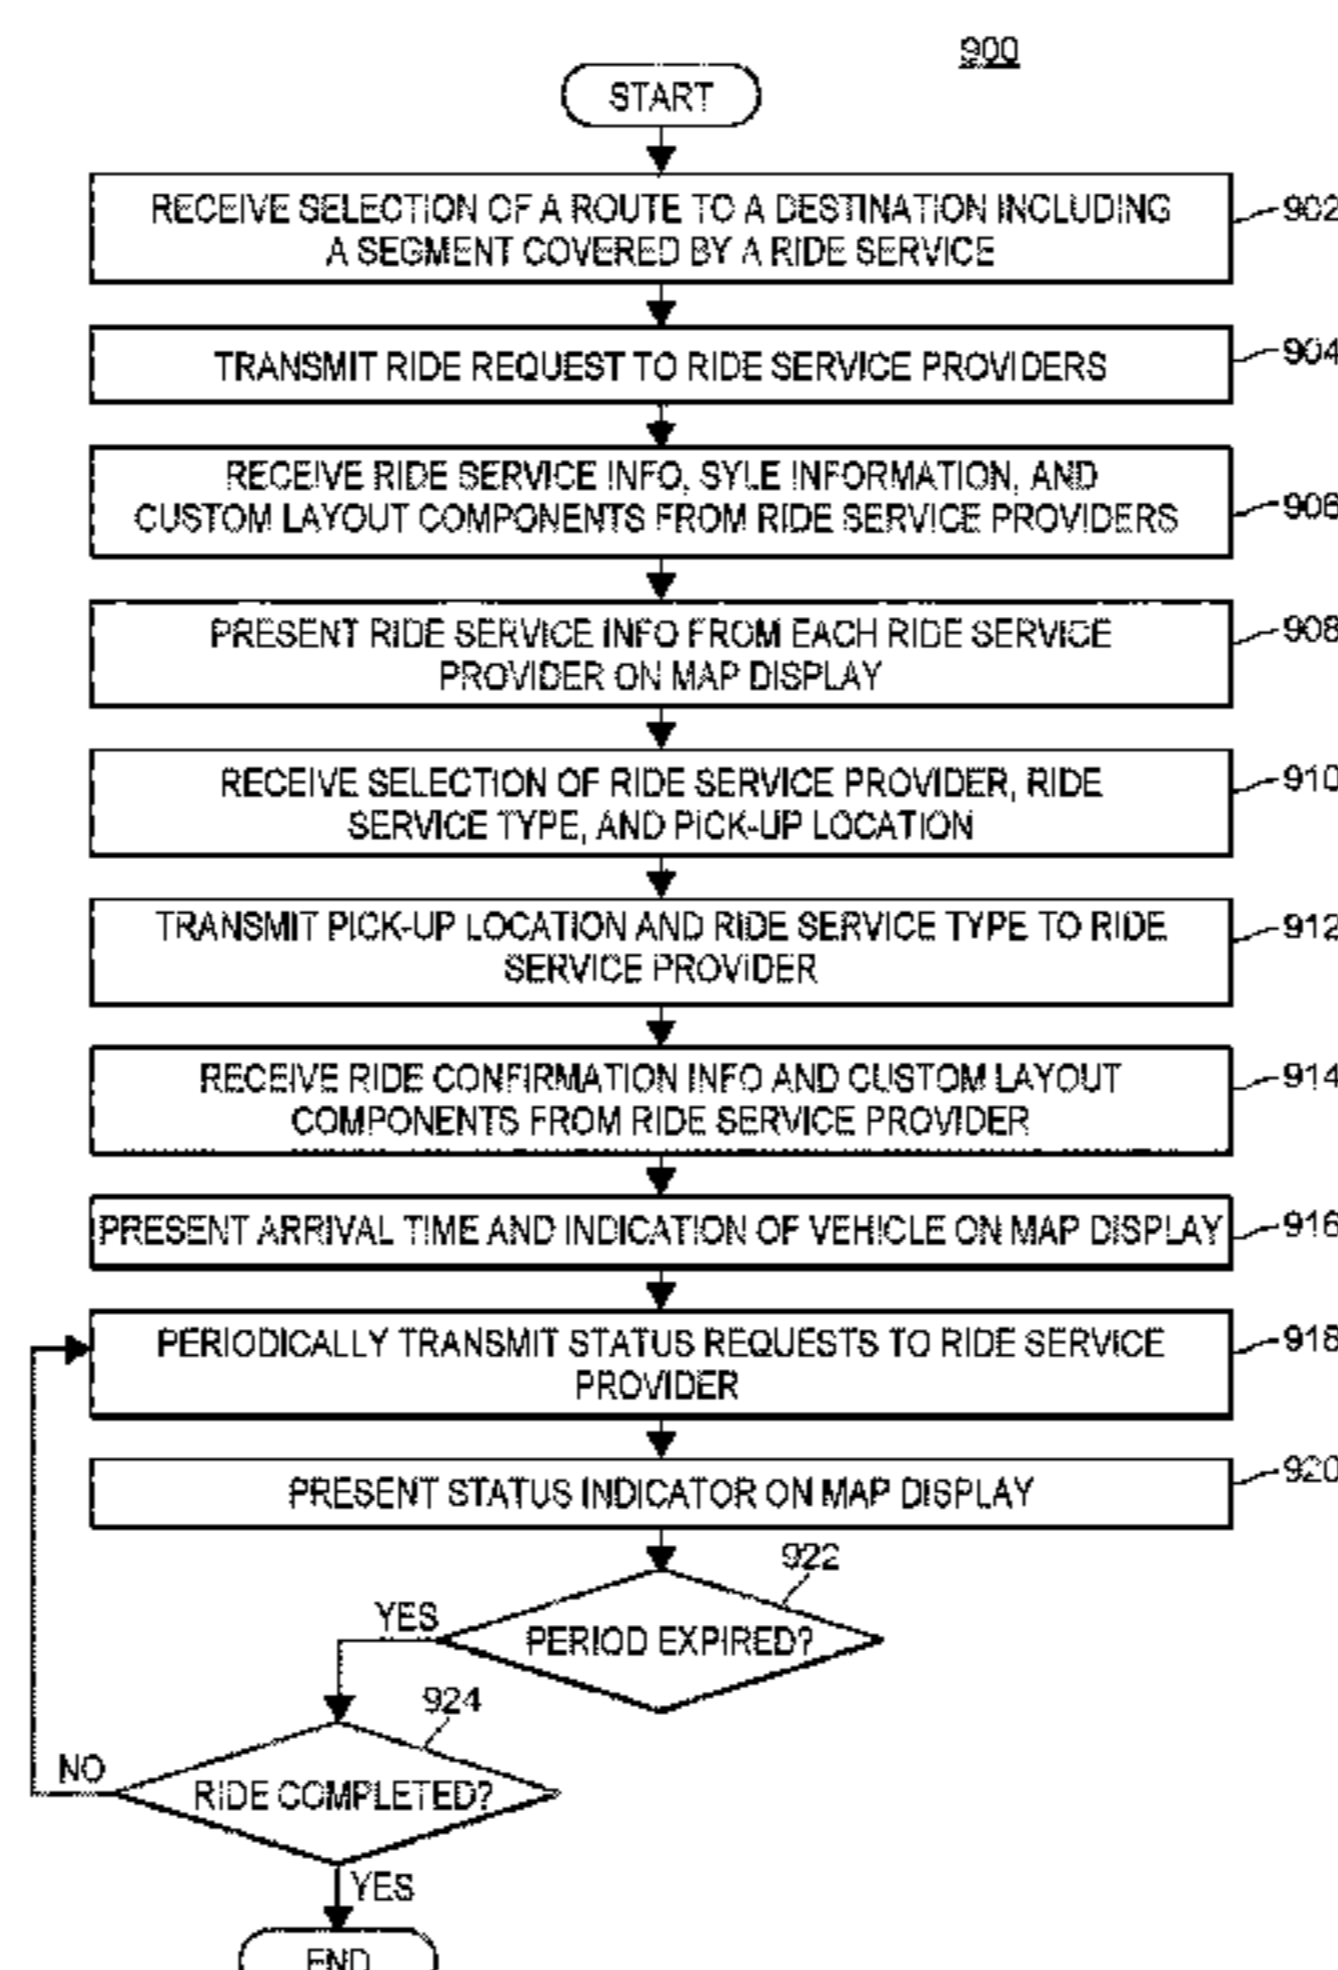 900
START
RECEIVE SELECTION OF A ROUTE TO A DESTINATION INCLUDING
A SEGMENT COVERED BY A RIDE SERVICE
902
TRANSMIT RIDE REQUEST TO RIDE SERVICE PROVIDERS
904
RECEIVE RIDE SERVICE INFO, SYLE INFORMATION, AND
CUSTOM LAYOUT COMPONENTS FROM RIDE SERVICE PROVIDERS
906
PRESENT RIDE SERVICE INFO FROM EACH RIDE SERVICE
PROVIDER ON MAP DISPLAY
908
RECEIVE SELECTION OF RIDE SERVICE PROVIDER, RIDE
SERVICE TYPE, AND PICK-UP LOCATION
910
TRANSMIT PICK-UP LOCATION AND RIDE SERVICE TYPE TO RIDE
SERVICE PROVIDER
912
RECEIVE RIDE CONFIRMATION INFO AND CUSTOM LAYOUT
COMPONENTS FROM RIDE SERVICE PROVIDER
914
PRESENT ARRIVAL TIME AND INDICATION OF VEHICLE ON MAP DISPLAY
916
PERIODICALLY TRANSMIT STATUS REQUESTS TO RIDE SERVICE
PROVIDER
918
PRESENT STATUS INDICATOR ON MAP DISPLAY
920
922
YES
PERIOD EXPIRED?
924
NO
RIDE COMPLETED?
YES
END